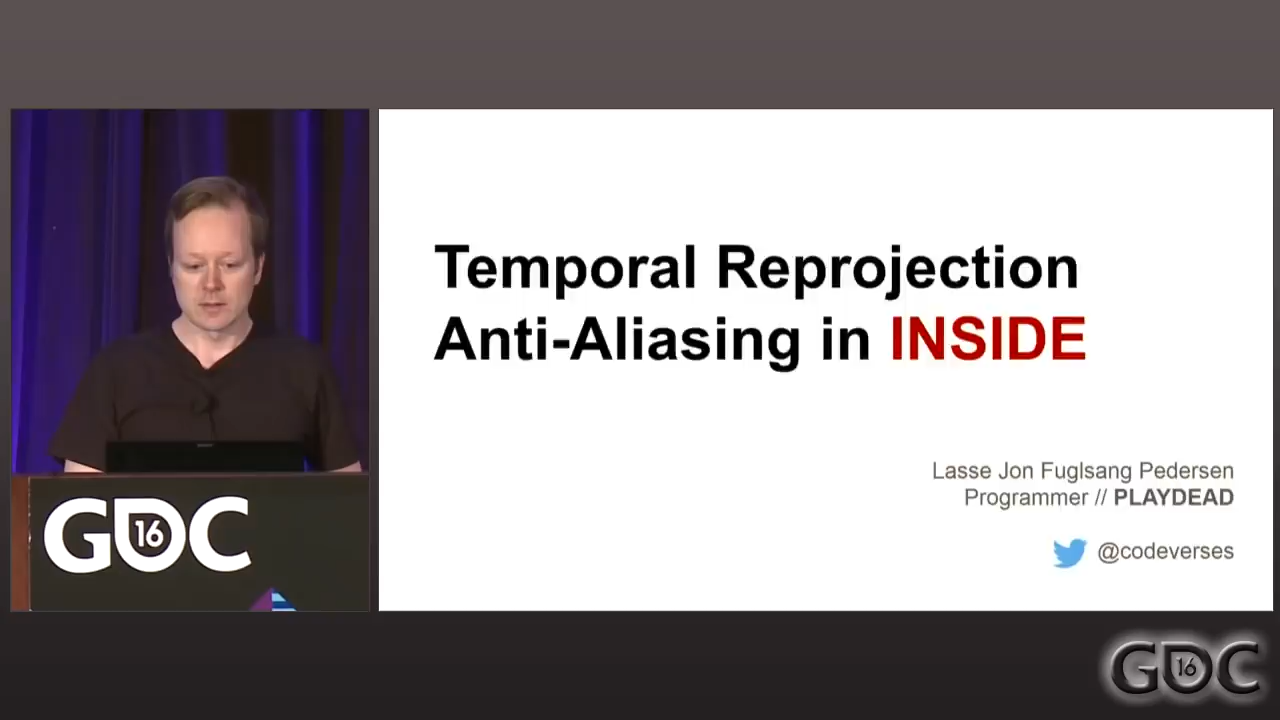 Temporal Reprojection
Anti-Aliasing in INSIDE
Lasse Jon Fuglsang Pedersen
Programmer // PLAYDEAD
@codeverses
GDC 16
GDC 16